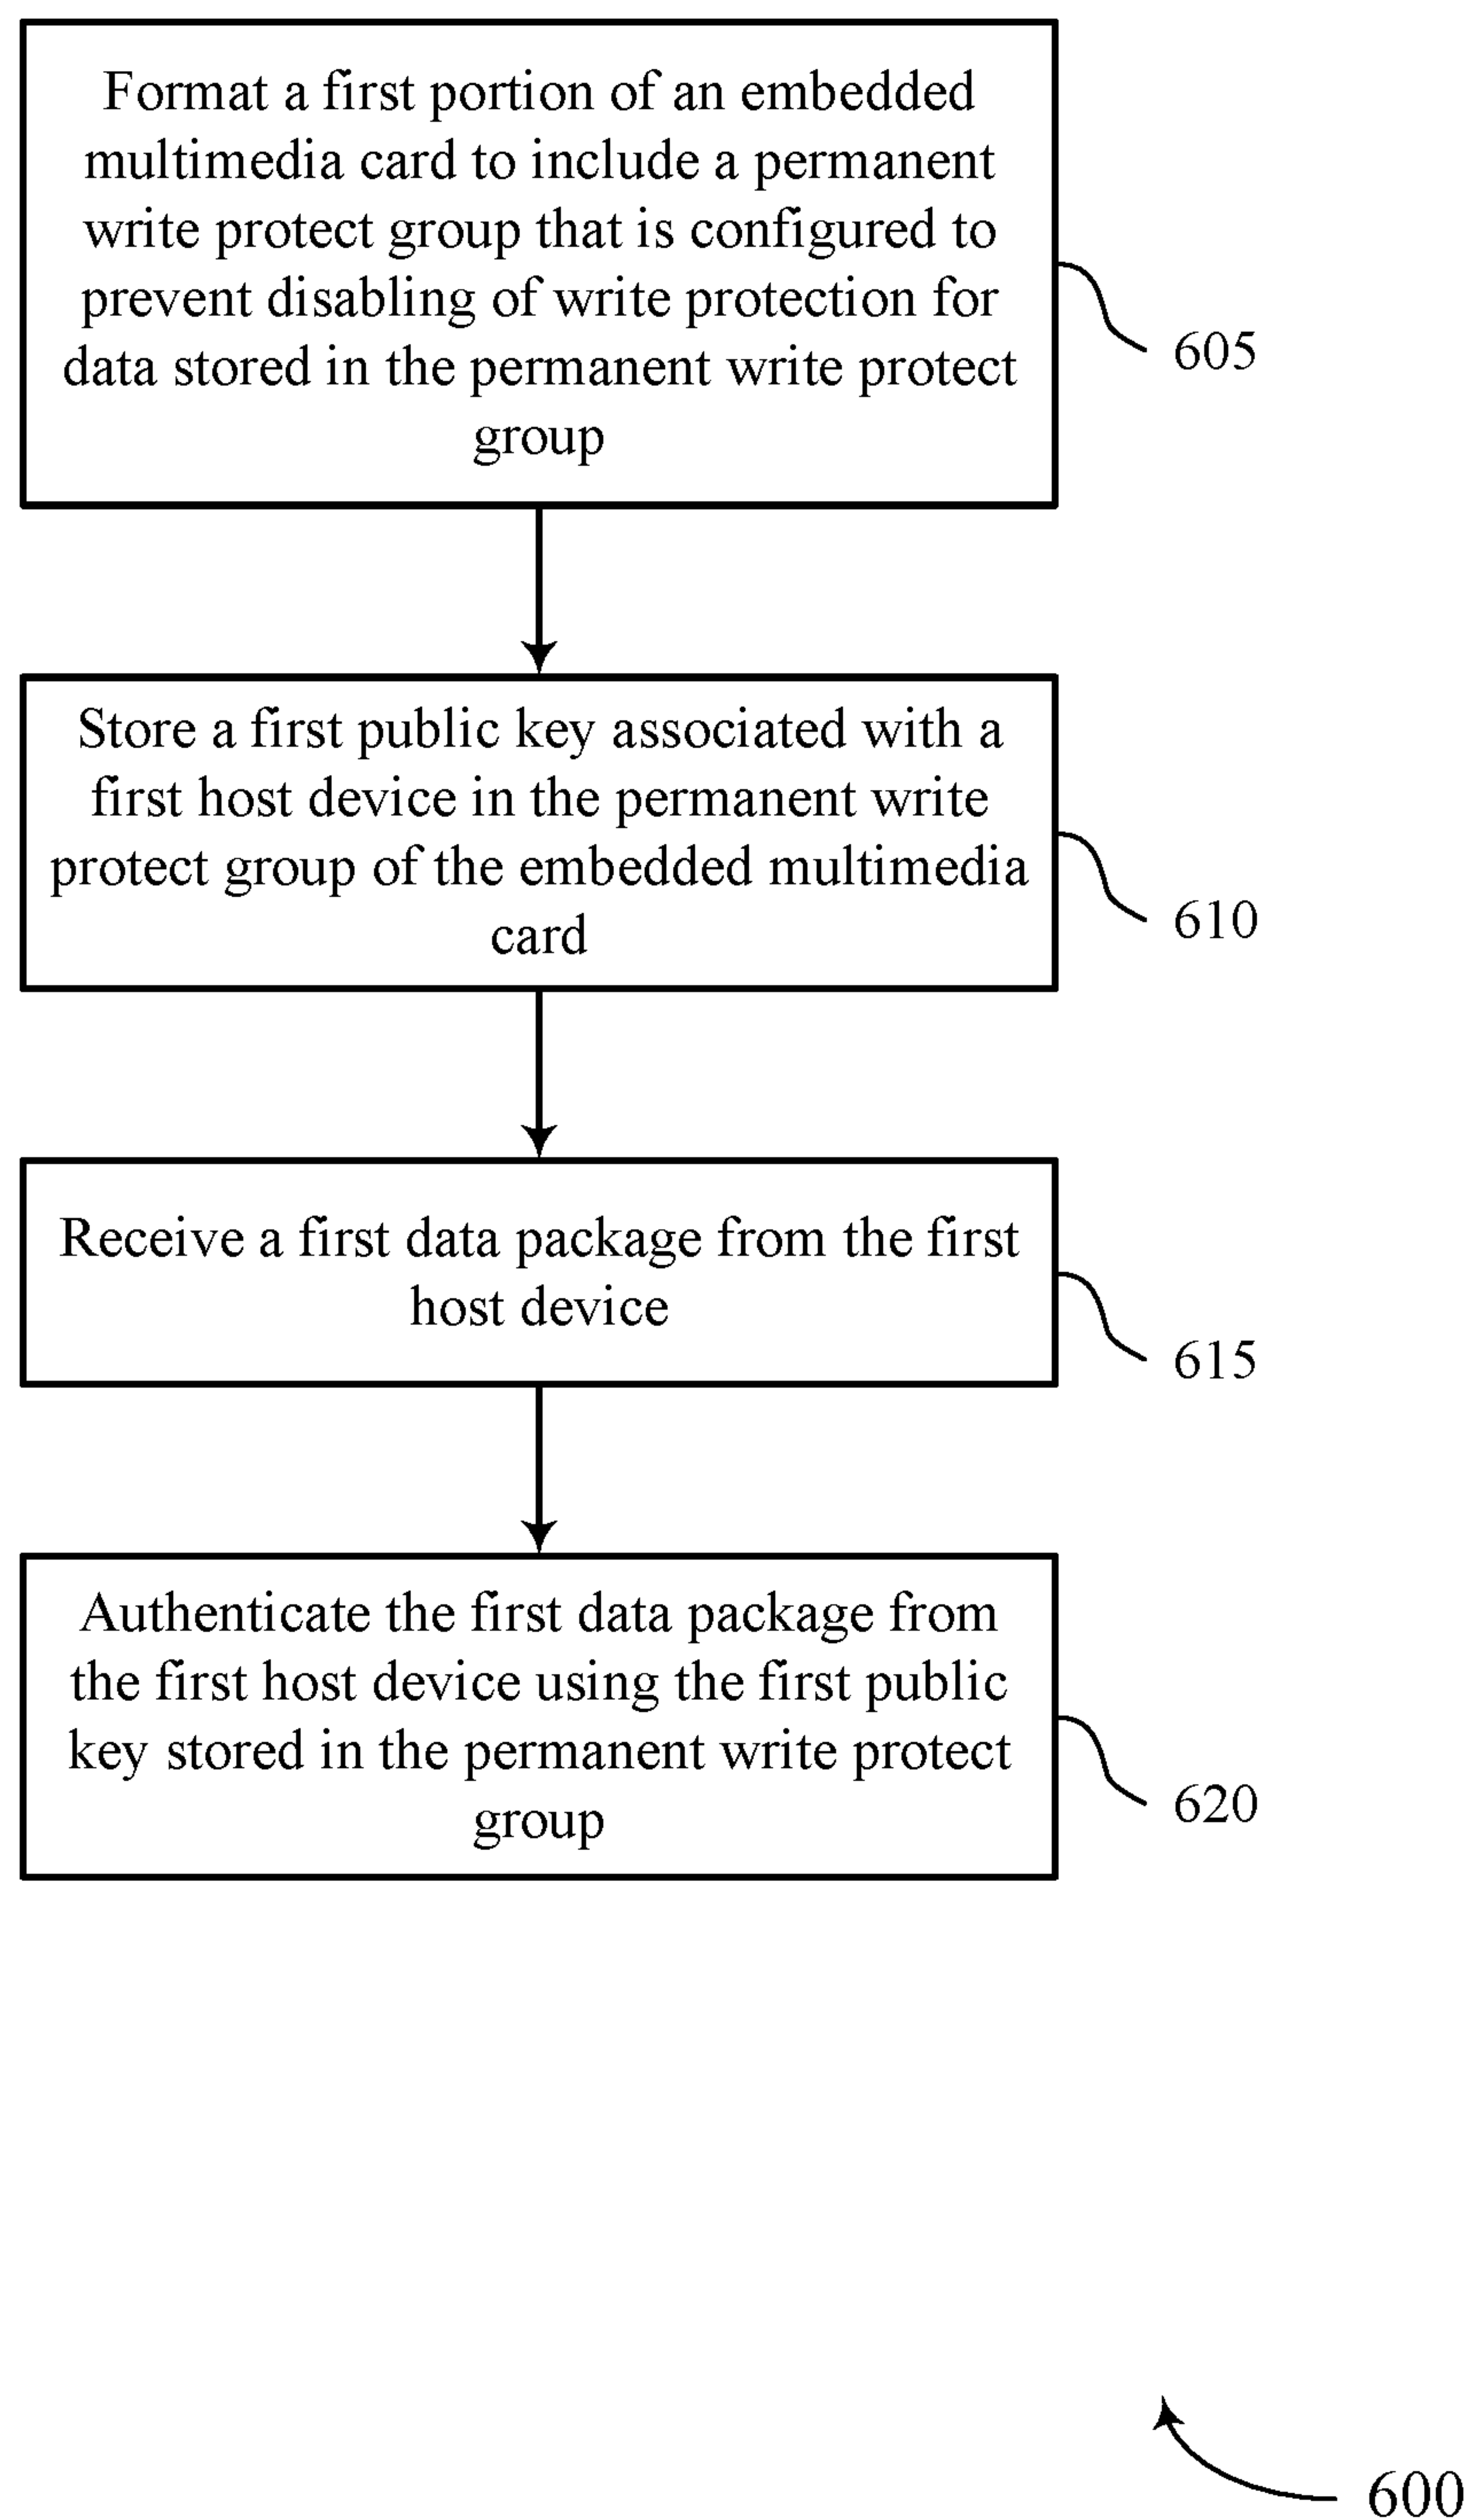 Format a first portion of an embedded
multimedia card to include a permanent
write protect group that is configured to
prevent disabling of write protection for
data stored in the permanent write protect
group
605
Store a first public key associated with a
first host device in the permanent write
protect group of the embedded multimedia
card
610
Receive a first data package from the first
host device
615
Authenticate the first data package from
the first host device using the first public
key stored in the permanent write protect
group
620
600